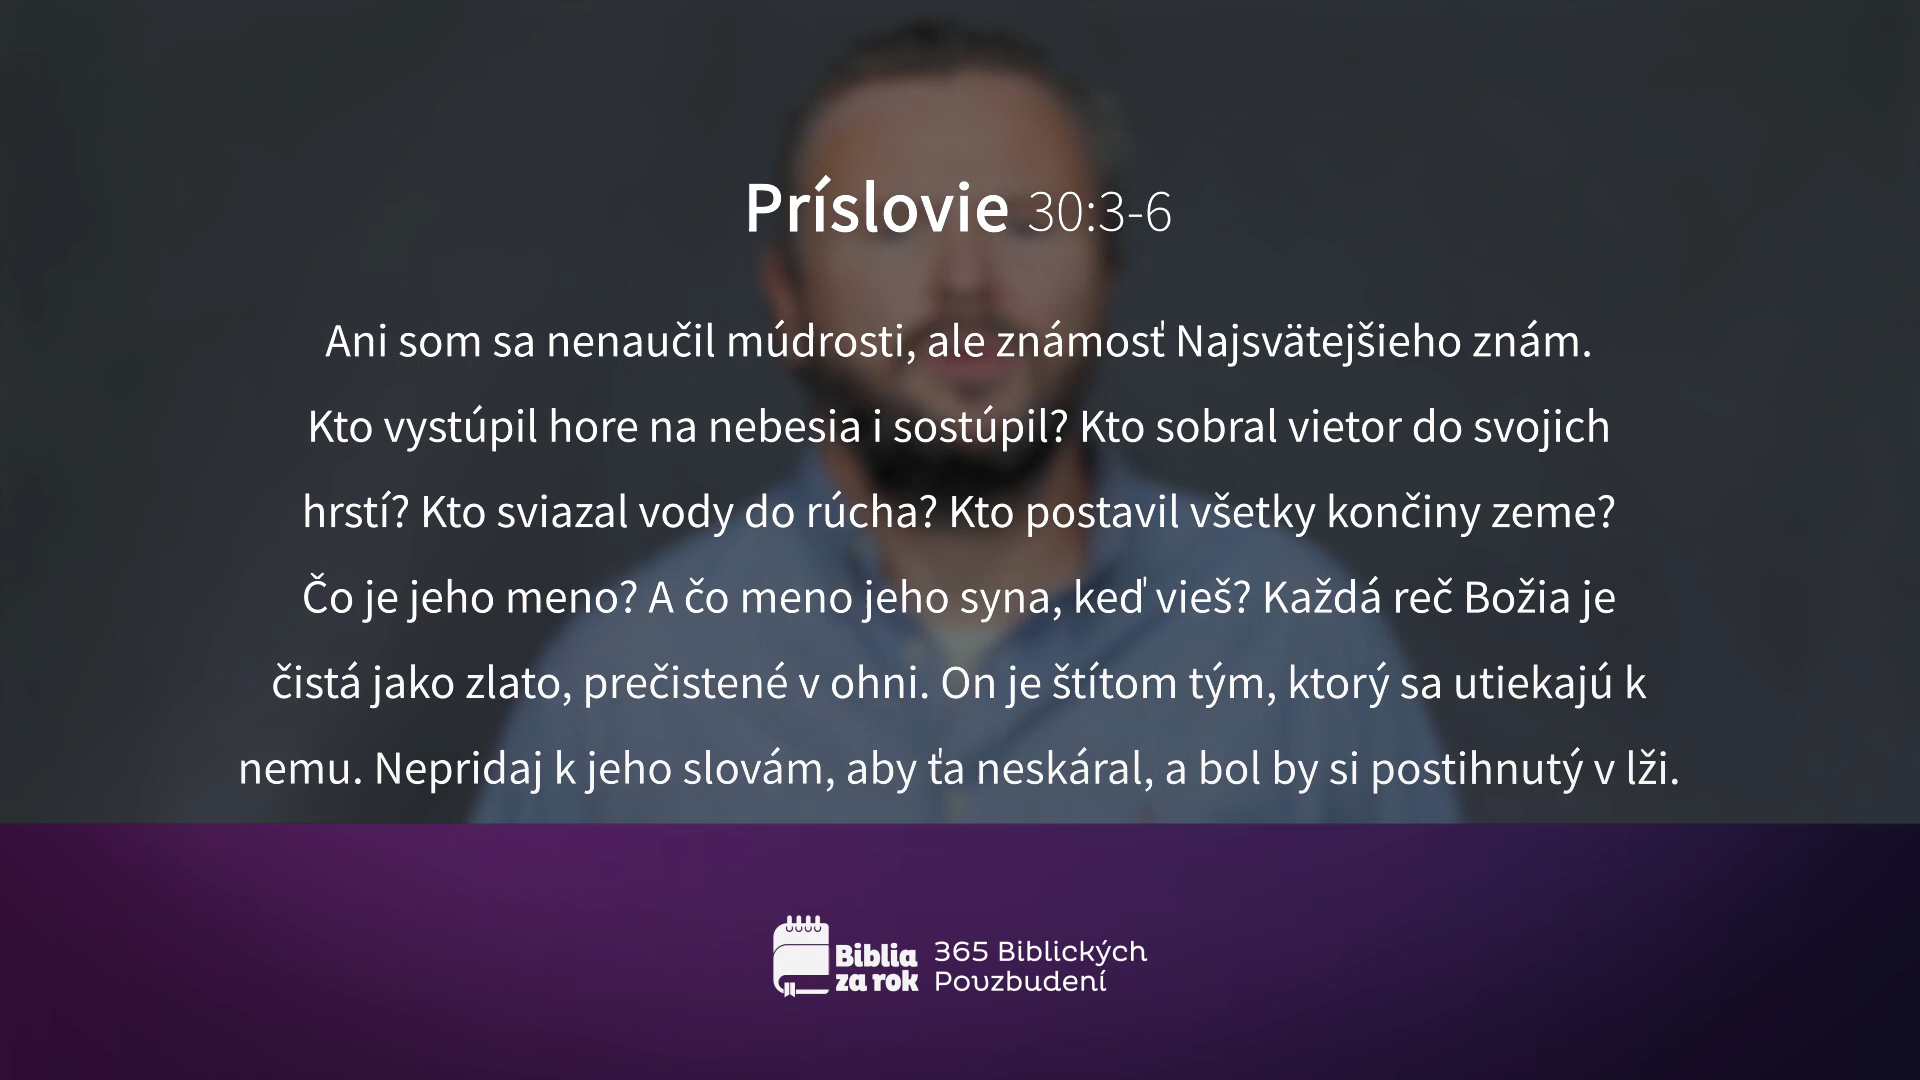 Príslovie 30:3-6
Ani som sa nenaučil múdrosti, ale známosť Najsvätejšieho znám.
Kto vystúpil hore na nebesia i sostúpil? Kto sobral vietor do svojich
hrstí? Kto sviazal vody do rúcha? Kto postavil všetky končiny zeme?
Čo je jeho meno? A čo meno jeho syna, keď vieš? Každá reč Božia je
čistá jako zlato, prečistené v ohni. On je štítom tým, ktorý sa utiekajú k
nemu. Nepridaj k jeho slovám, aby ťa neskáral, a bol by si postihnutý v lži.
Biblia
za rok
365 Biblických
Povzbudení